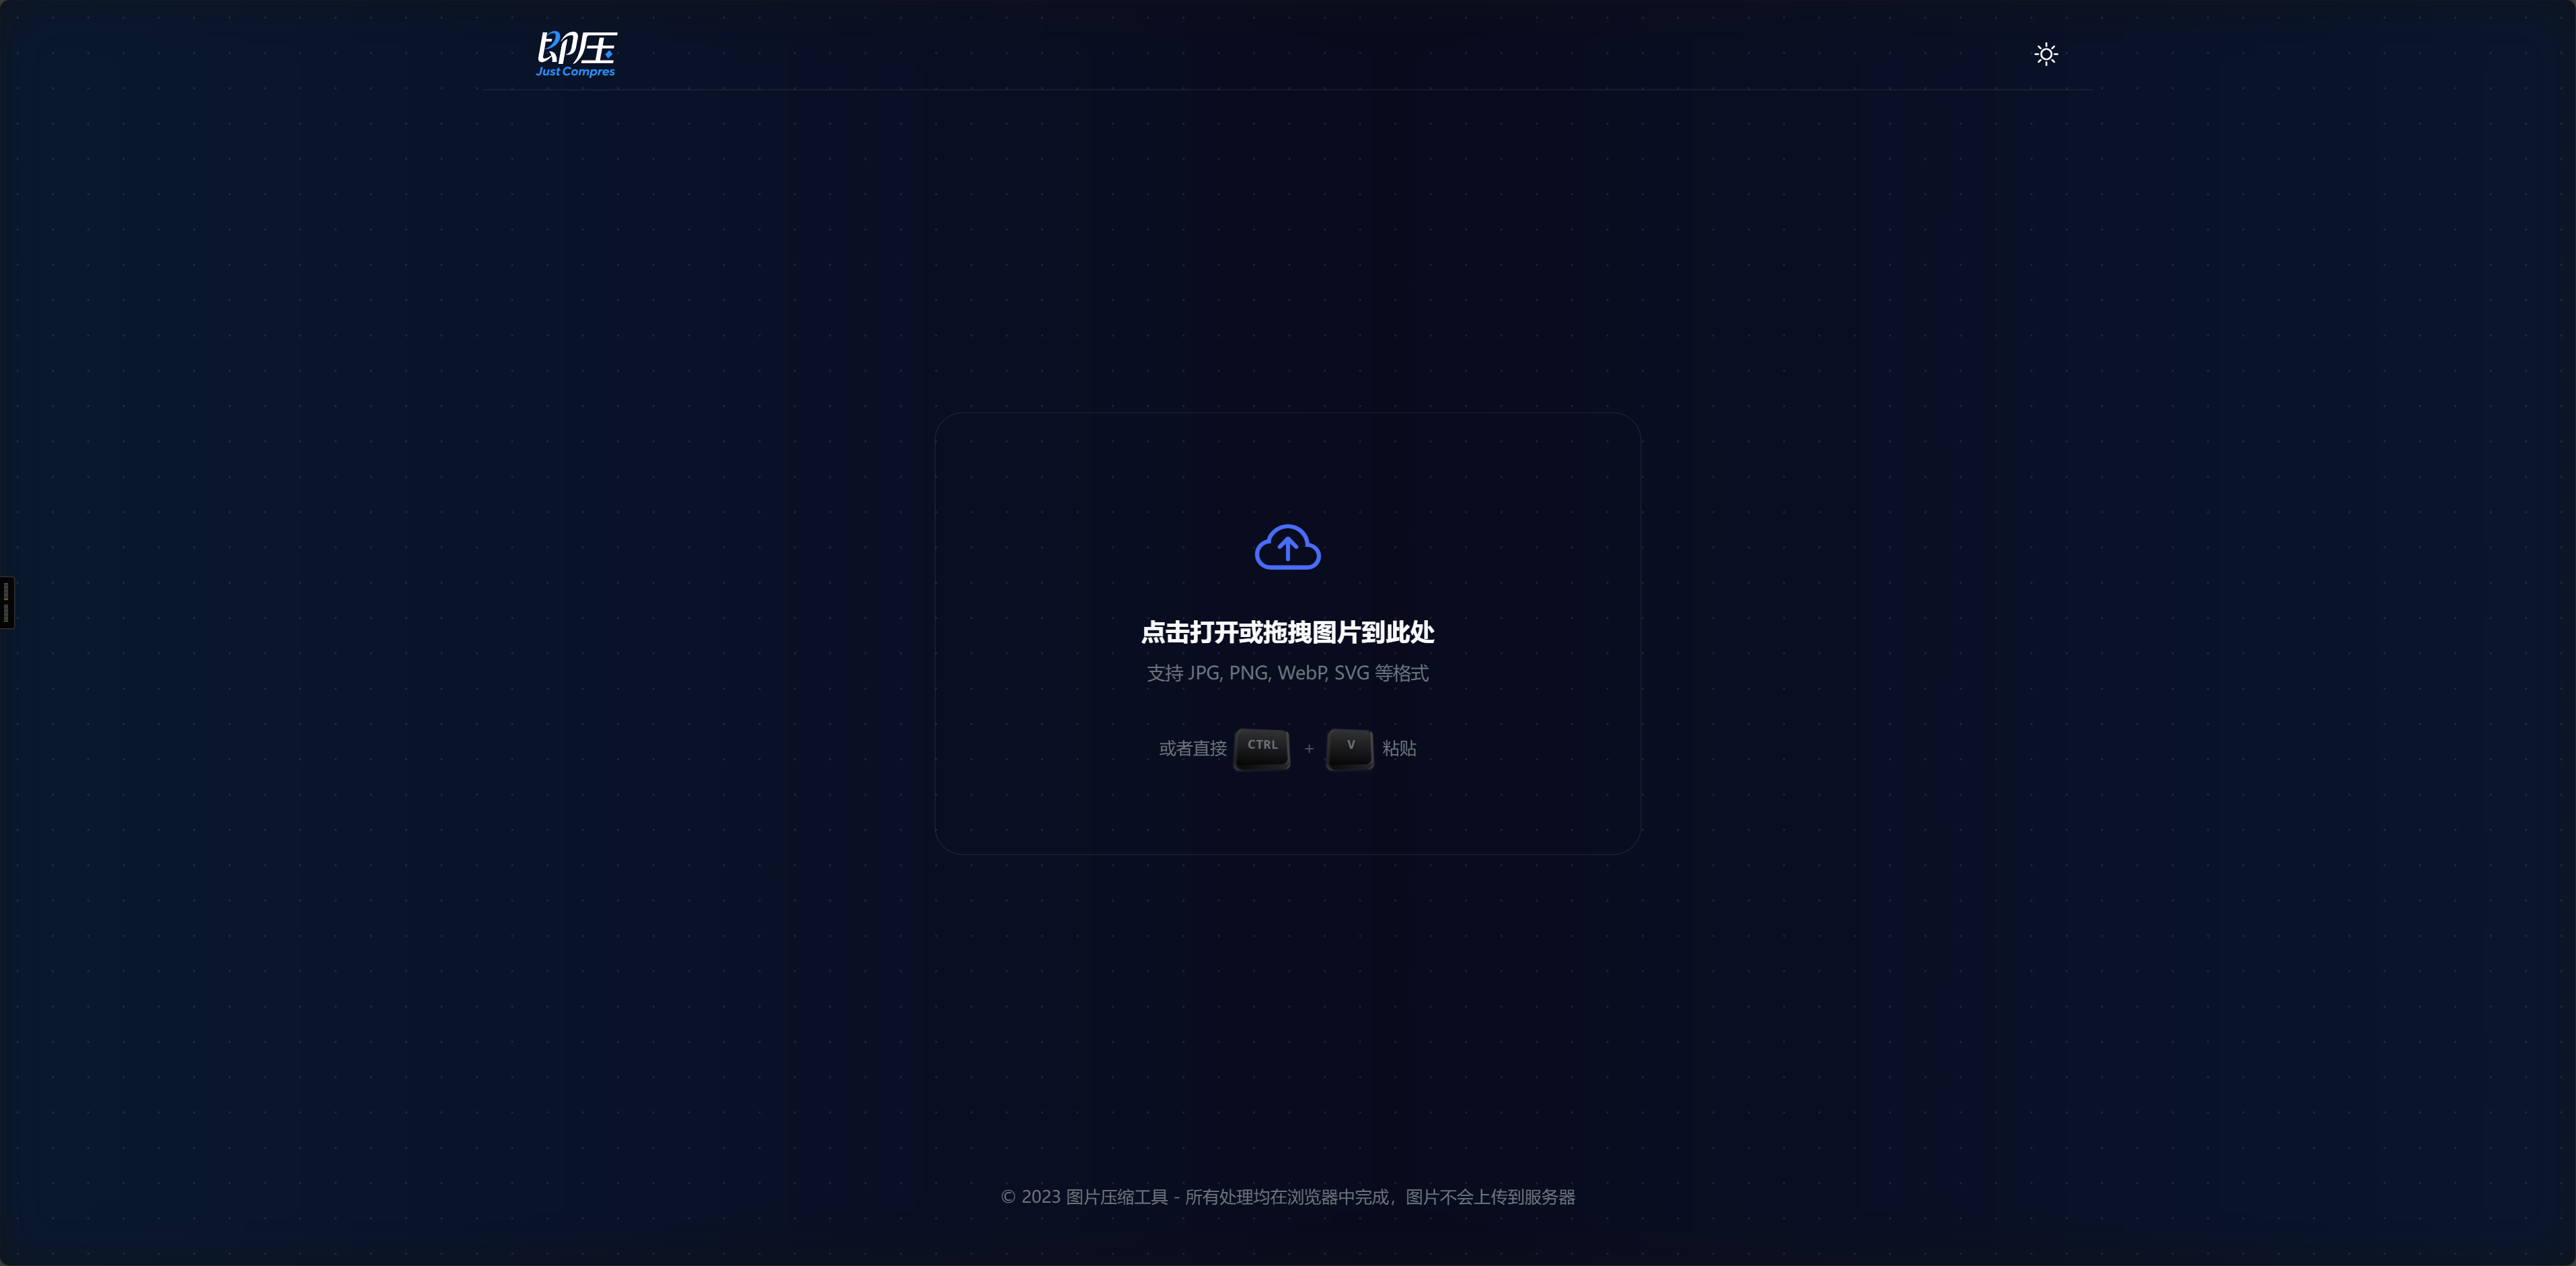 即压
Just Compres
点击打开或拖拽图片到此处
支持 JPG, PNG, WebP, SVG 等格式
或者直接 CTRL + V 粘贴
© 2023 图片压缩工具 - 所有处理均在浏览器中完成，图片不会上传到服务器